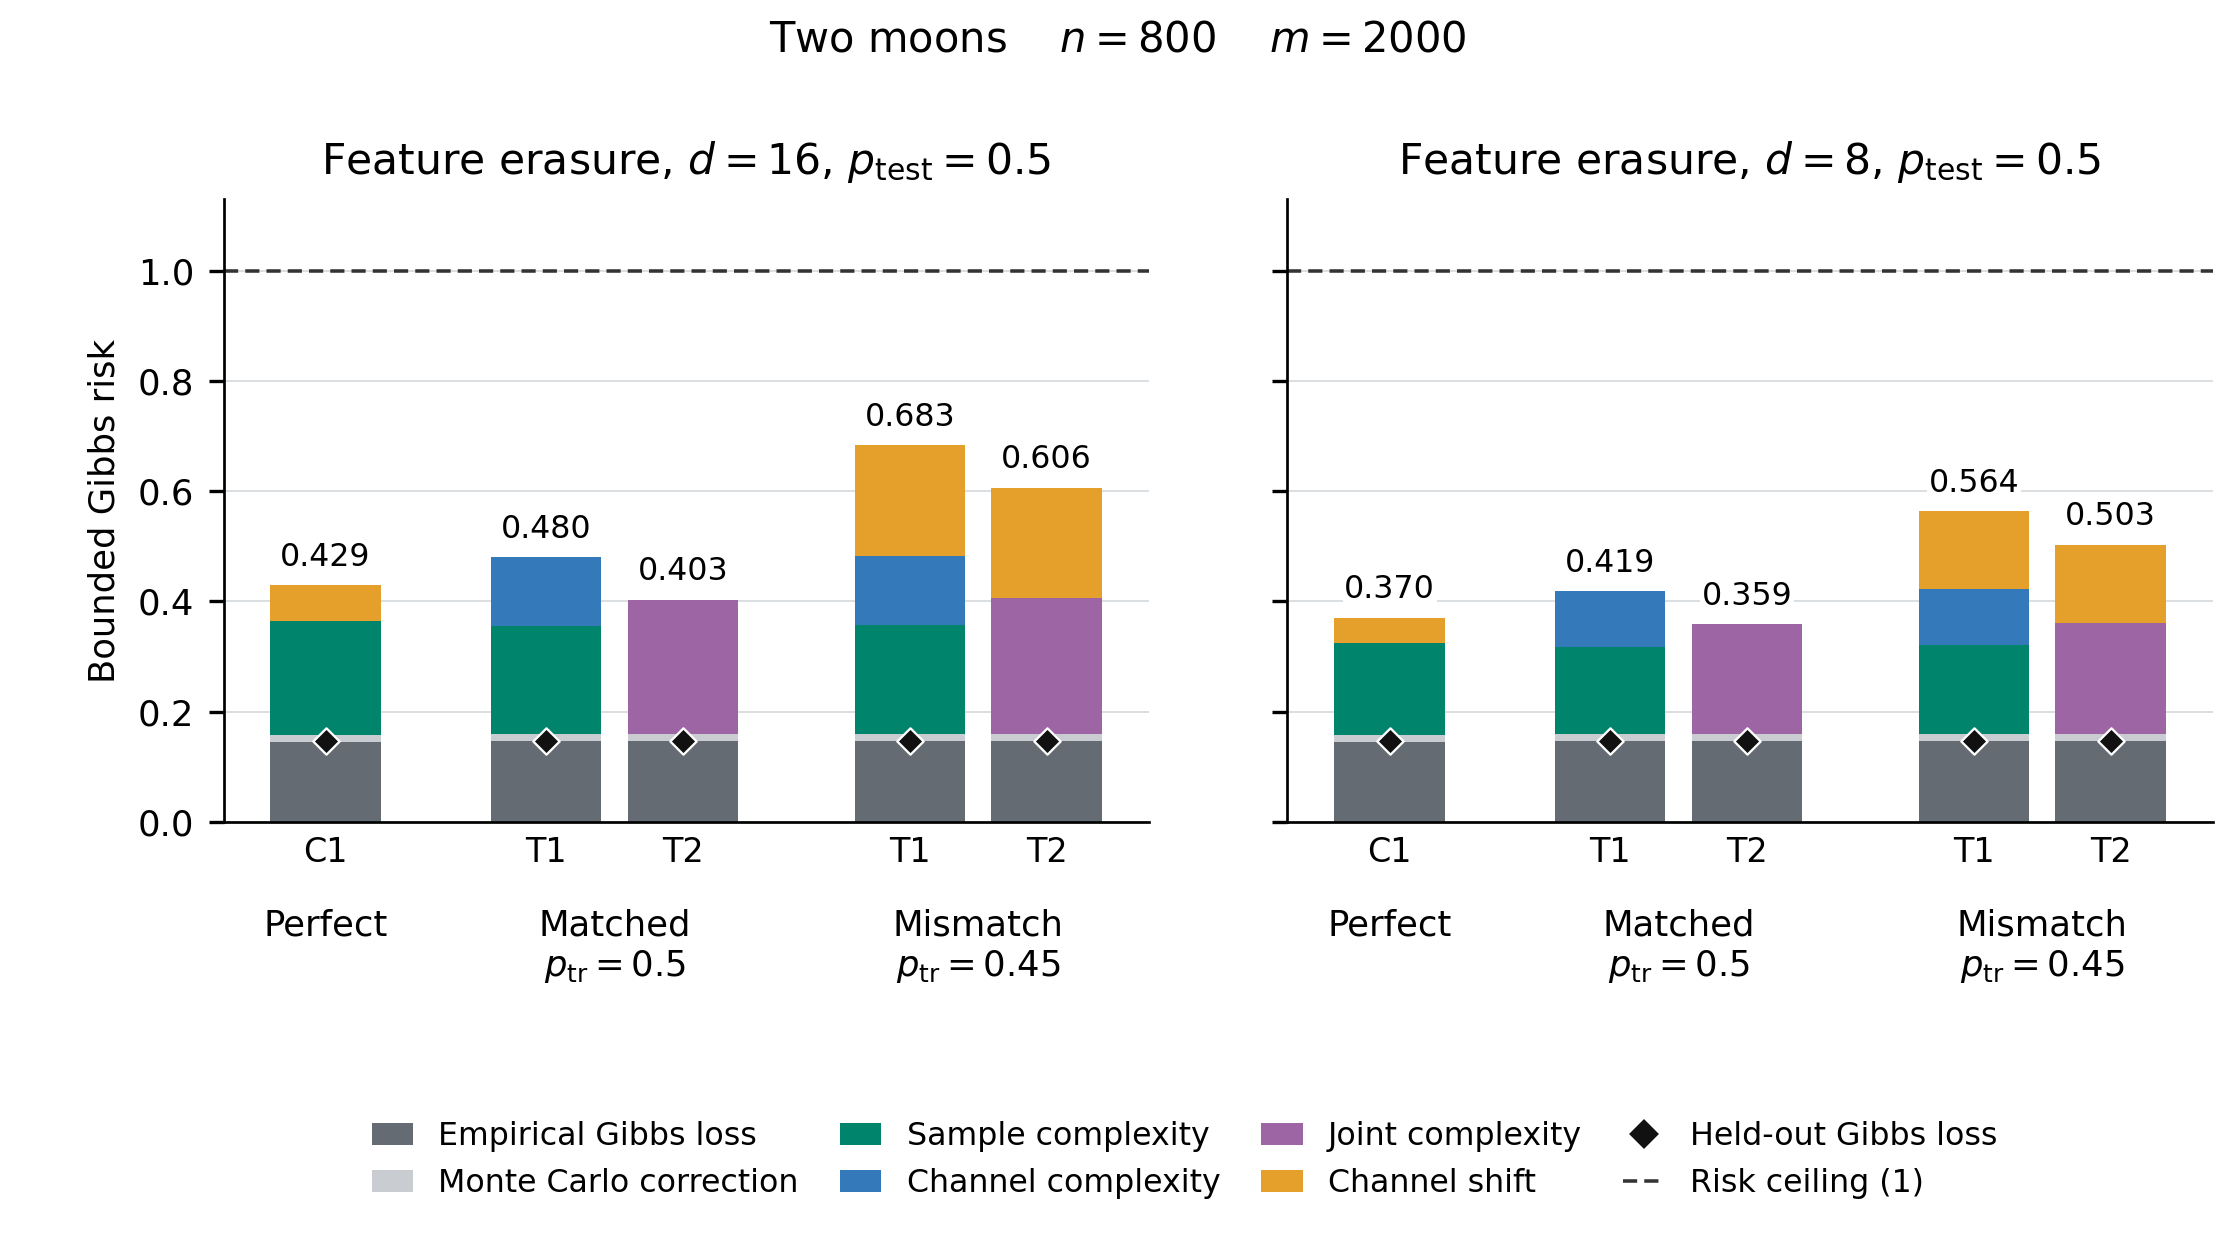 Two moons n = 800 m = 2000
Feature erasure, d = 16, p_test = 0.5
Bounded Gibbs risk
1.0
0.8
0.6
0.4
0.2
0.0
0.429
0.480
0.403
0.683
0.606
C1 T1 T2 T1 T2
Perfect Matched Mismatch
p_tr = 0.5 p_tr = 0.45
Feature erasure, d = 8, p_test = 0.5
0.370
0.419
0.359
0.564
0.503
C1 T1 T2 T1 T2
Perfect Matched Mismatch
p_tr = 0.5 p_tr = 0.45
Empirical Gibbs loss
Monte Carlo correction
Sample complexity
Channel complexity
Joint complexity
Channel shift
Held-out Gibbs loss
Risk ceiling (1)